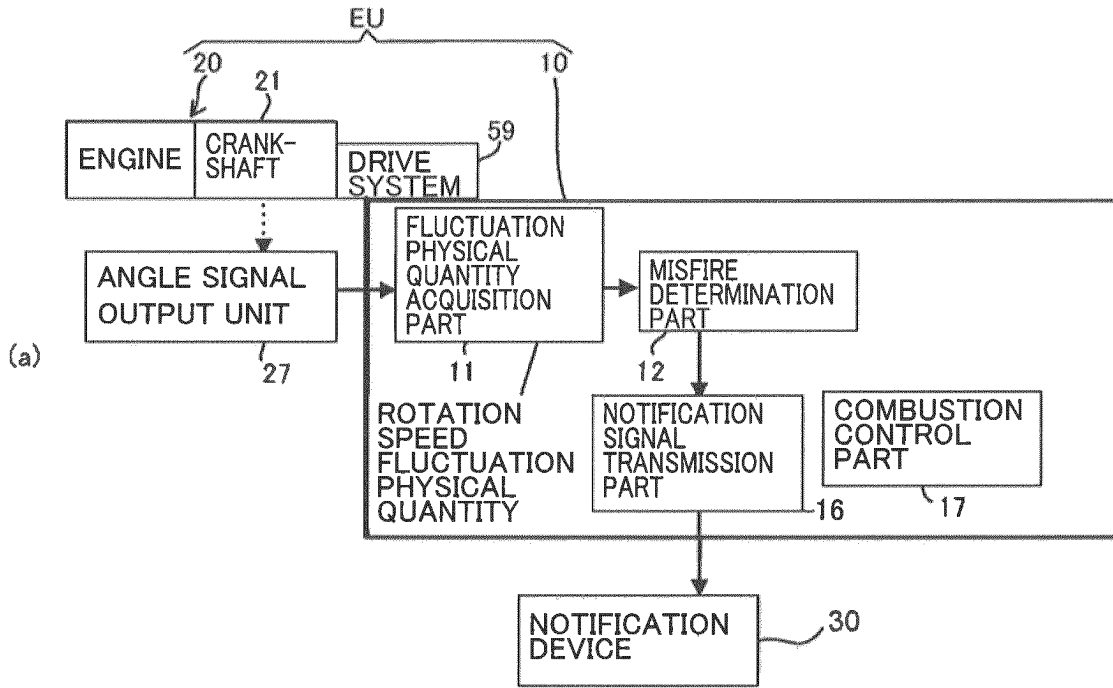 EU
20
10
21
59
ENGINE
CRANK-
SHAFT
DRIVE
SYSTEM
ANGLE SIGNAL
OUTPUT UNIT
27
(a)
FLUCTUATION
PHYSICAL
QUANTITY
ACQUISITION
PART
11
MISFIRE
DETERMINATION
PART
12
ROTATION
SPEED
FLUCTUATION
PHYSICAL
QUANTITY
NOTIFICATION
SIGNAL
TRANSMISSION
PART
16
COMBUSTION
CONTROL
PART
17
NOTIFICATION
DEVICE
30